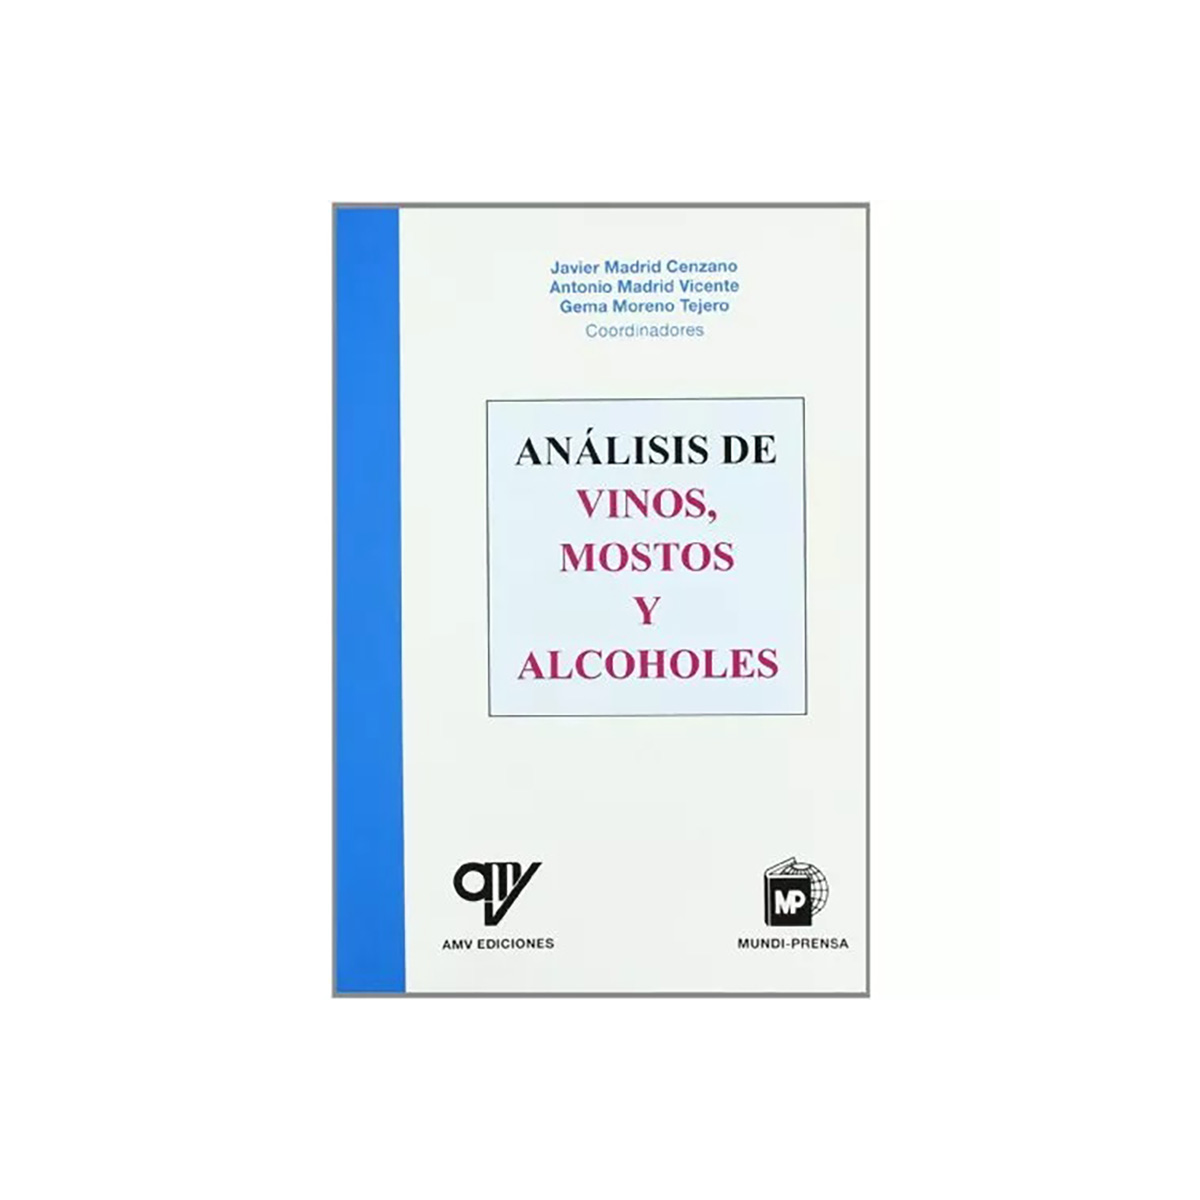 Javier Madrid Cenzano
Antonio Madrid Vicente
Gema Moreno Tejero
Coordinadores
ANÁLISIS DE
VINOS,
MOSTOS
Y
ALCOHOLES
amv
AMV EDICIONES
MP
MUNDI-PRENSA